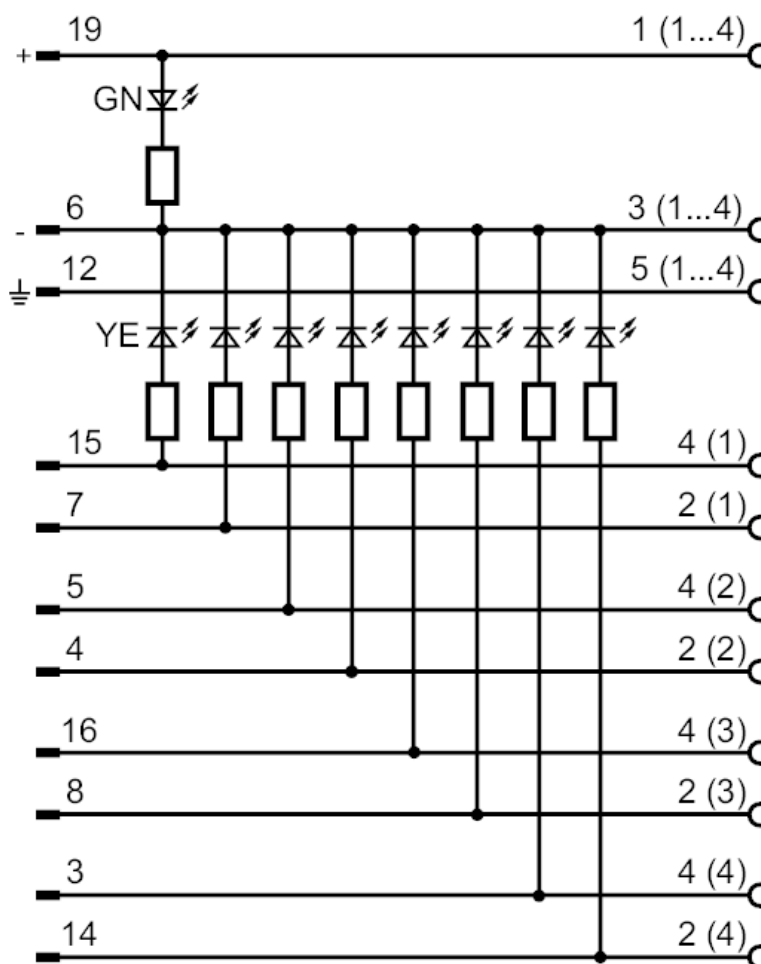 19 1 (1...4)
+
GN
6 3 (1...4)
-
12 5 (1...4)
YE
15 4 (1)
7 2 (1)
5 4 (2)
4 2 (2)
16 4 (3)
8 2 (3)
3 4 (4)
14 2 (4)